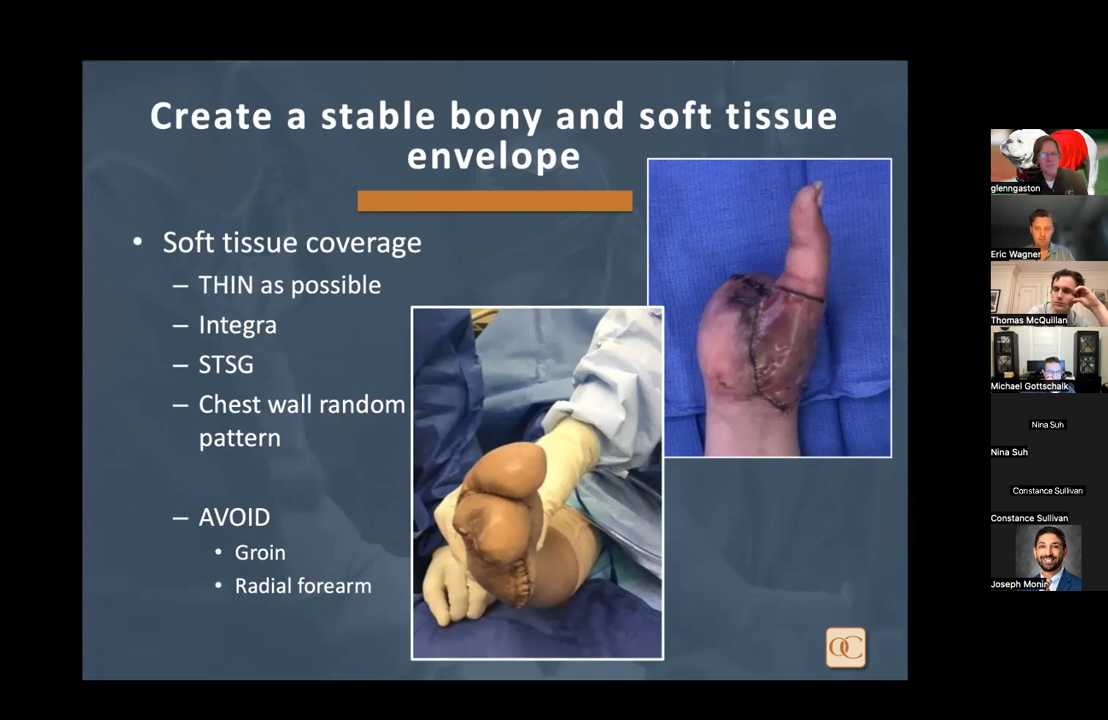 Create a stable bony and soft tissue
envelope
• Soft tissue coverage
– THIN as possible
– Integra
– STSG
– Chest wall random
pattern
– AVOID
• Groin
• Radial forearm
OC
glenngaston
Eric Wagner
Thomas McQuillan
Michael Gottschalk
Nina Suh
Nina Suh
Constance Sullivan
Constance Sullivan
Joseph Monir